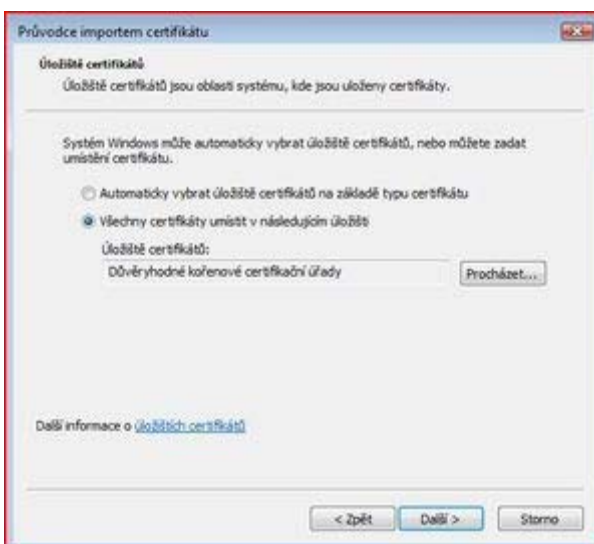 Průvodce importem certifikátu
Úložiště certifikátů
Úložiště certifikátů jsou oblasti systému, kde jsou uloženy certifikáty.
Systém Windows může automaticky vybrat úložiště certifikátů, nebo můžete zadat
umístění certifikátu.
Automaticky vybrat úložiště certifikátů na základě typu certifikátu
Všechny certifikáty umístit v následujícím úložišti
Úložiště certifikátů:
Důvěryhodné kořenové certifikační úřady
Procházet...
Další informace o úložištích certifikátů
< Zpět
Další >
Storno